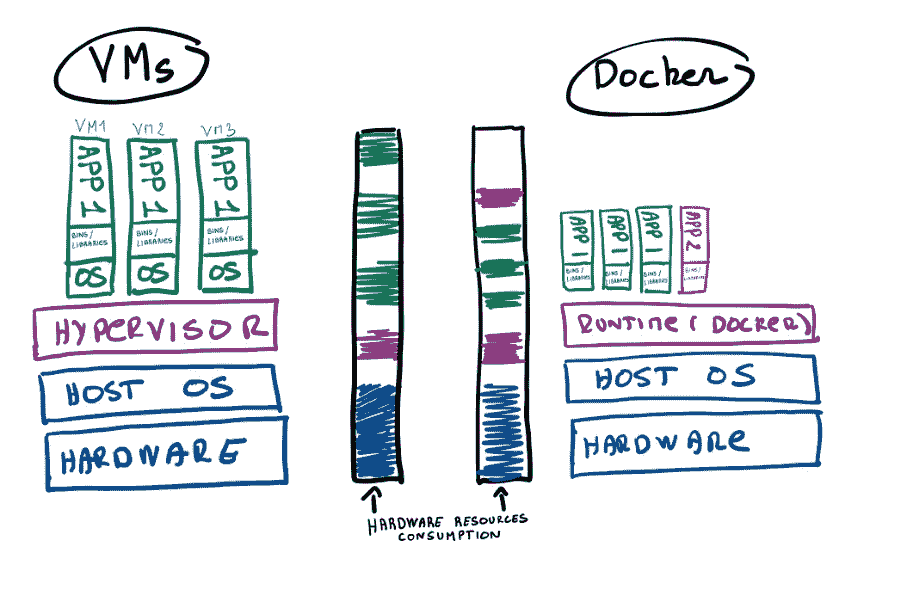 VMs
Docker
VM1
VM2
VM3
APP 1
APP 1
APP 1
BINS/
LIBRARIES
BINS/
LIBRARIES
BINS/
LIBRARIES
OS
OS
OS
HYPERVISOR
HOST OS
HARDWARE
APP 1
APP 1
APP 1
APP 2
BINS/
LIBRARIES
BINS/
LIBRARIES
BINS/
LIBRARIES
BINS/
LIBRARIES
RUNTIME ( DOCKER)
HOST OS
HARDWARE
HARDWARE RESOURCES
CONSUMPTION